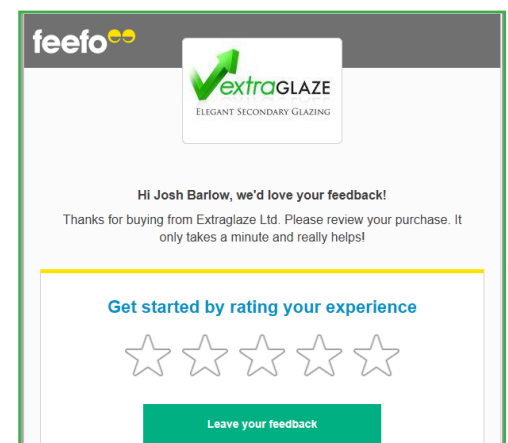 feefo
extraGLAZE
ELEGANT SECONDARY GLAZING
Hi Josh Barlow, we'd love your feedback!
Thanks for buying from Extraglaze Ltd. Please review your purchase. It
only takes a minute and really helps!
Get started by rating your experience
Leave your feedback